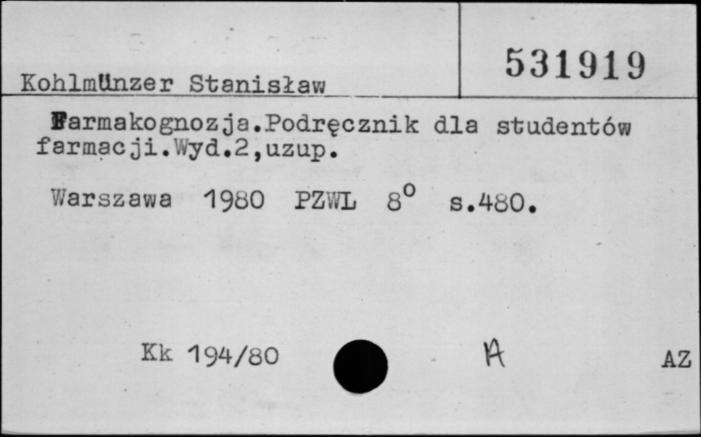 531919
Kohlmünzer Stanisław
Farmakognozja.Podręcznik dla studentów
farmacji.Wyd.2,uzup.
Warszawa 1980 PZWL 8° s.480.
Kk 194/80 A AZ